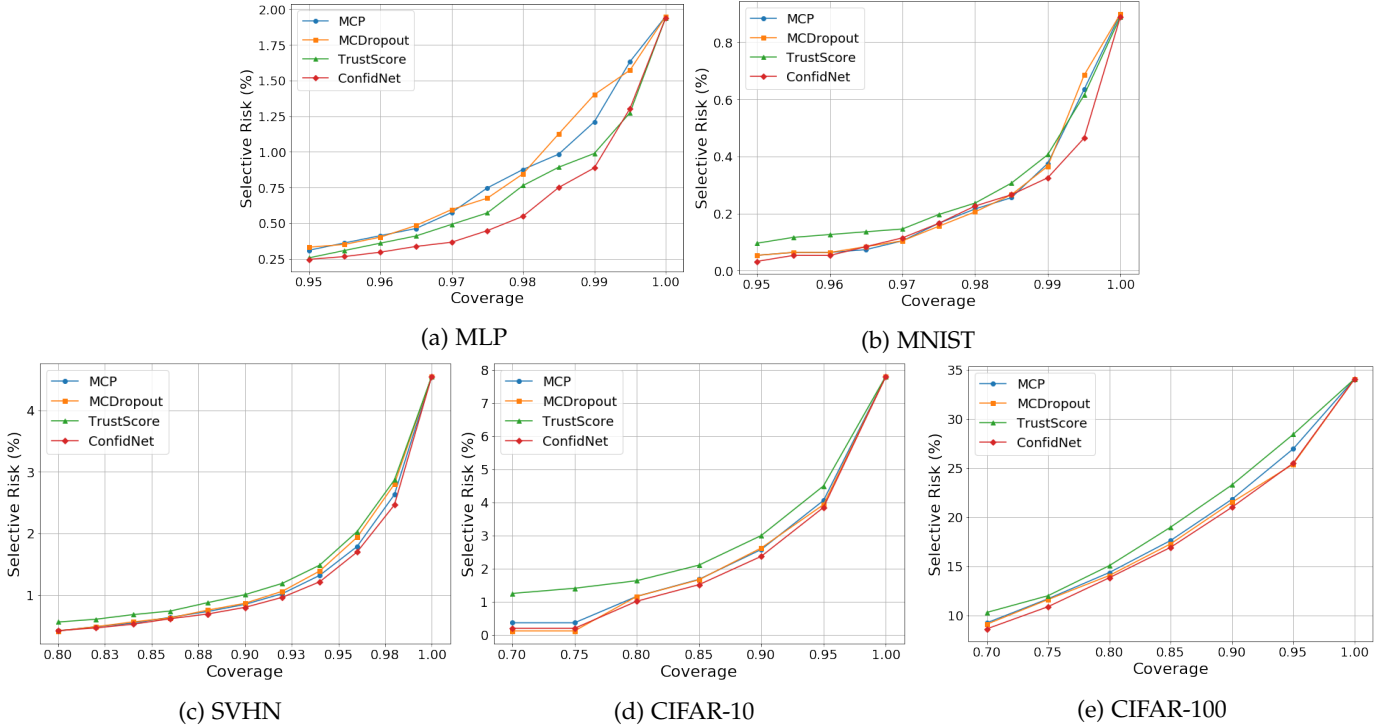 2.00
1.75
1.50
1.25
1.00
0.75
0.50
0.25
Selective Risk (%)
MCP
MCDropout
TrustScore
ConfidNet
0.95 0.96 0.97 0.98 0.99 1.00
Coverage
(a) MLP
0.8
0.6
0.4
0.2
0.0
Selective Risk (%)
MCP
MCDropout
TrustScore
ConfidNet
0.95 0.96 0.97 0.98 0.99 1.00
Coverage
(b) MNIST
4
3
2
1
Selective Risk (%)
MCP
MCDropout
TrustScore
ConfidNet
0.80 0.83 0.85 0.88 0.90 0.93 0.95 0.98 1.00
Coverage
(c) SVHN
8
7
6
5
4
3
2
1
0
Selective Risk (%)
MCP
MCDropout
TrustScore
ConfidNet
0.70 0.75 0.80 0.85 0.90 0.95 1.00
Coverage
(d) CIFAR-10
35
30
25
20
15
10
Selective Risk (%)
MCP
MCDropout
TrustScore
ConfidNet
0.70 0.75 0.80 0.85 0.90 0.95 1.00
Coverage
(e) CIFAR-100